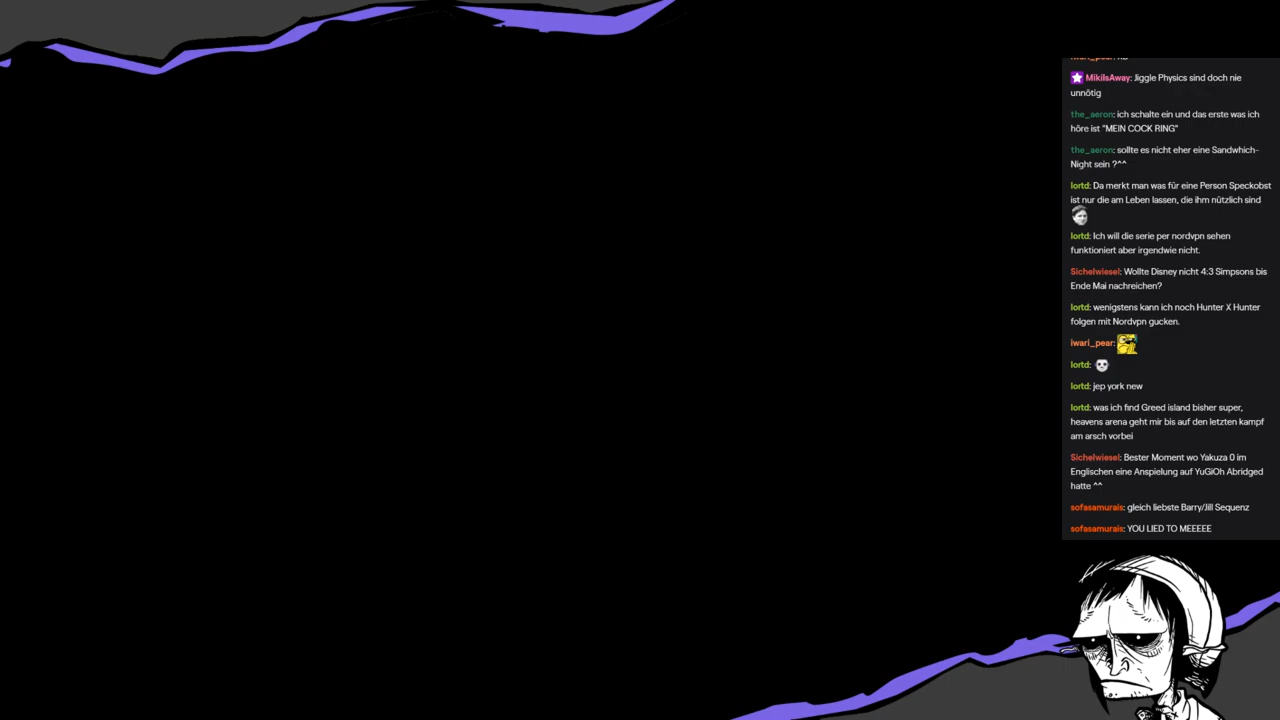 MikilsAway: Jiggle Physics sind doch nie
unnötig
the_aeron: ich schalte ein und das erste was ich
höre ist "MEIN COCK RING"
the_aeron: sollte es nicht eher eine Sandwhich-
Night sein ?^^
lortd: Da merkt man was für eine Person Speckobst
ist nur die am Leben lassen, die ihm nützlich sind
lortd: Ich will die serie per nordvpn sehen
funktioniert aber irgendwie nicht.
Sichelwiesel: Wollte Disney nicht 4:3 Simpsons bis
Ende Mai nachreichen?
lortd: wenigstens kann ich noch Hunter X Hunter
folgen mit Nordvpn gucken.
iwari_pear:
lortd:
lortd: jep york new
lortd: was ich find Greed island bisher super,
heavens arena geht mir bis auf den letzten kampf
am arsch vorbei
Sichelwiesel: Bester Moment wo Yakuza 0 im
Englischen eine Anspielung auf YuGiOh Abridged
hatte ^^
sofasamurais: gleich liebste Barry/Jill Sequenz
sofasamurais: YOU LIED TO MEEEEE